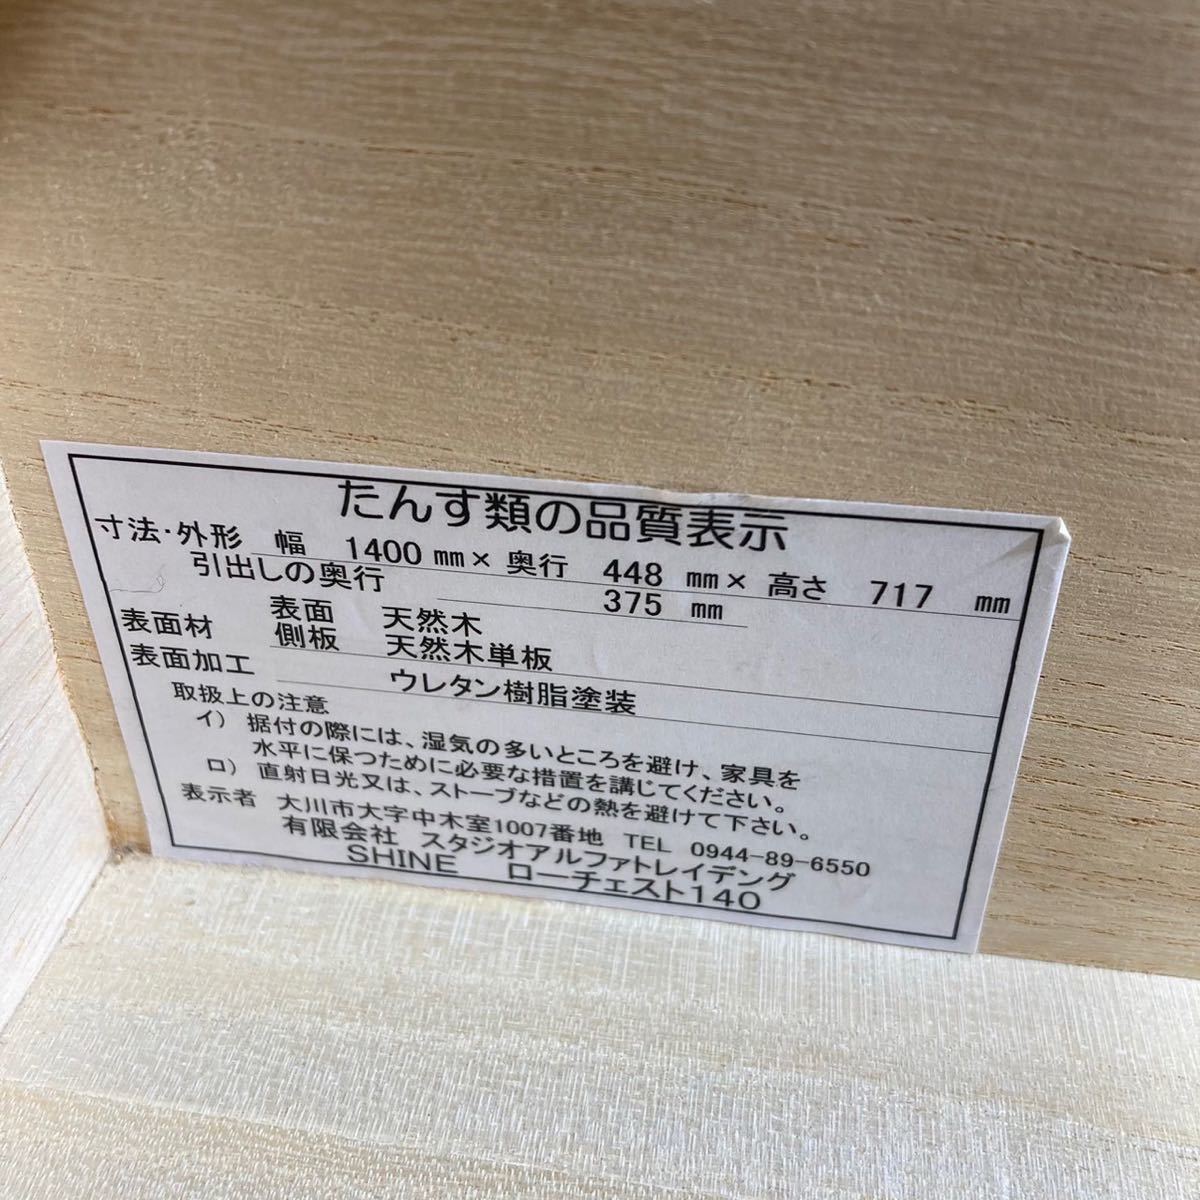 たんす類の品質表示
寸法・外形 幅 1400 mm× 奥行 448 mm× 高さ 717 mm
引出しの奥行 375 mm
表面材 表面 天然木
側板 天然木単板
表面加工 ウレタン樹脂塗装
取扱上の注意
イ) 据付の際には、湿気の多いところを避け、家具を
水平に保つために必要な措置を講じてください。
ロ) 直射日光又は、ストーブなどの熱を避けて下さい。
表示者 大川市大字中木室1007番地 TEL 0944-89-6550
有限会社 スタジオアルファトレイデング
SHINE ローチェスト140